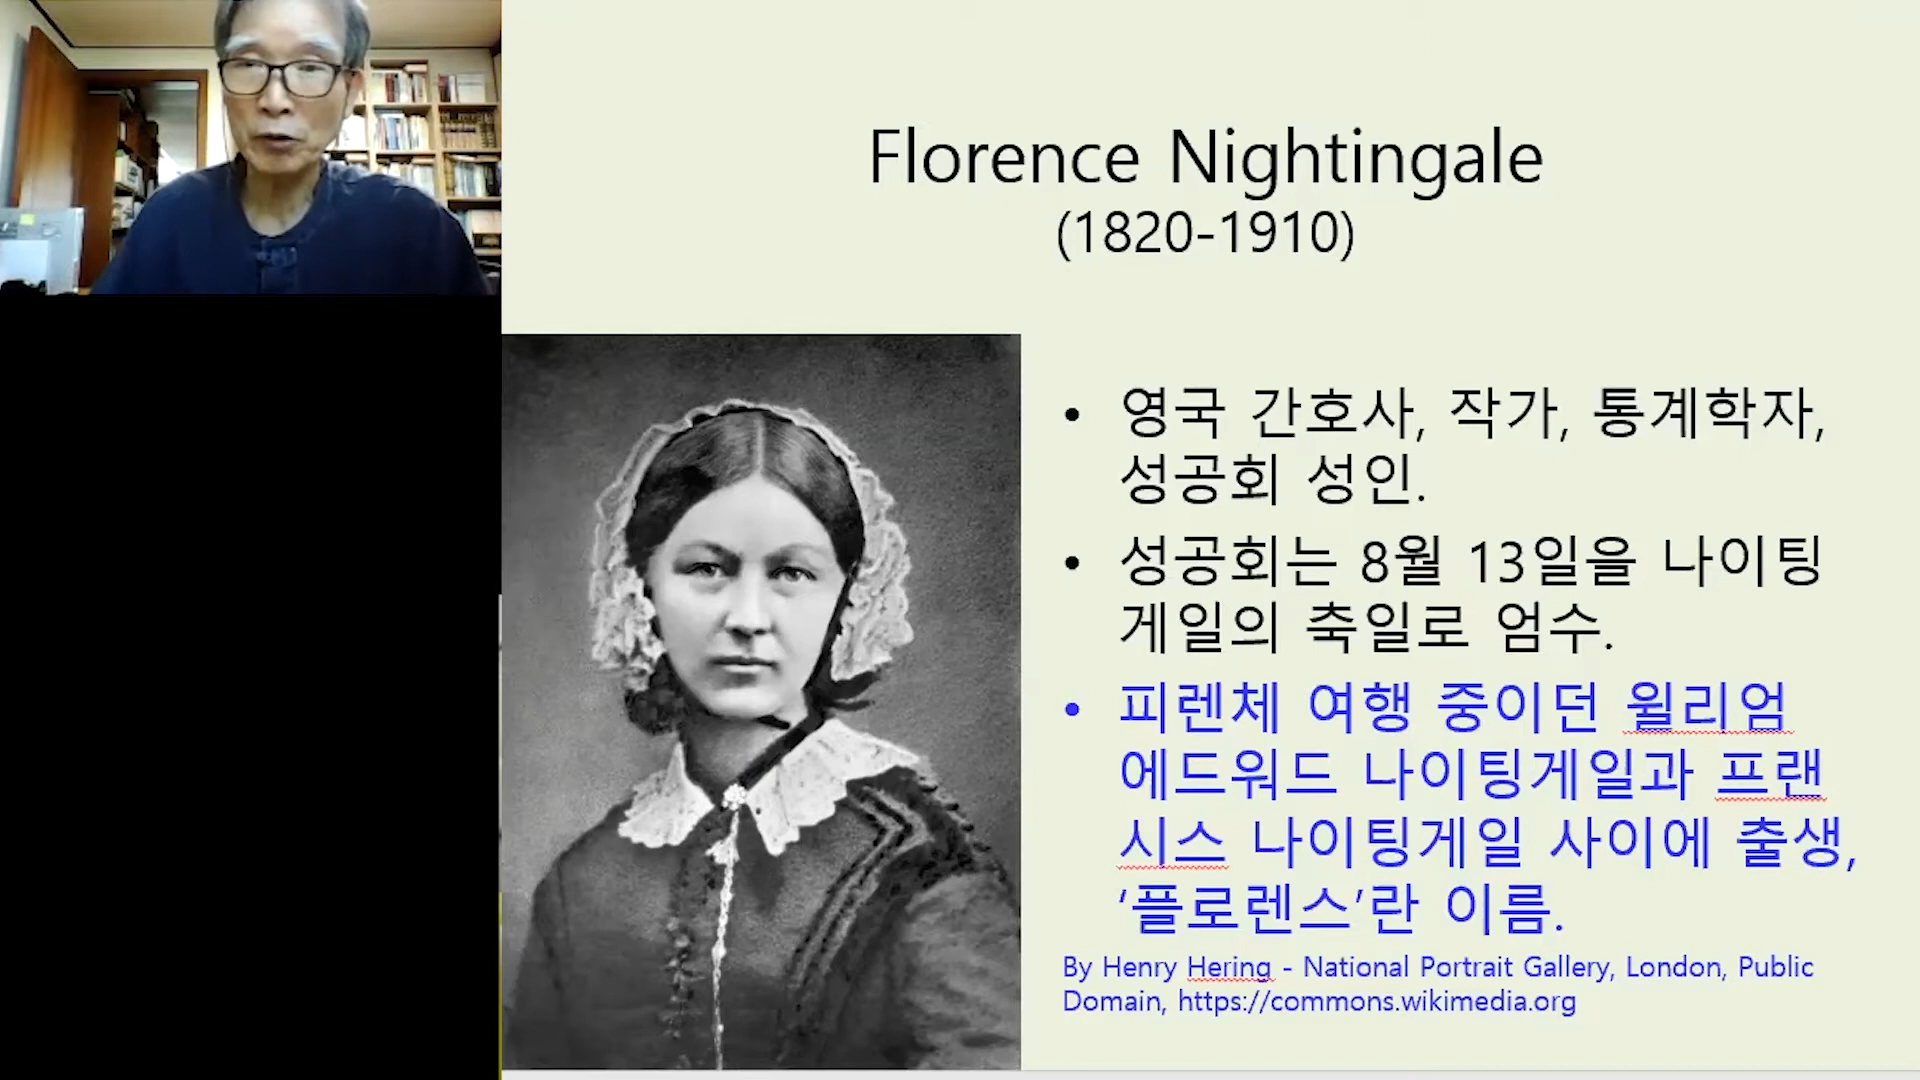 Florence Nightingale
(1820-1910)
• 영국 간호사, 작가, 통계학자,
성공회 성인.
• 성공회는 8월 13일을 나이팅
게일의 축일로 엄수.
• 피렌체 여행 중이던 윌리엄
에드워드 나이팅게일과 프랜
시스 나이팅게일 사이에 출생,
‘플로렌스’란 이름.
By Henry Hering - National Portrait Gallery, London, Public
Domain, https://commons.wikimedia.org